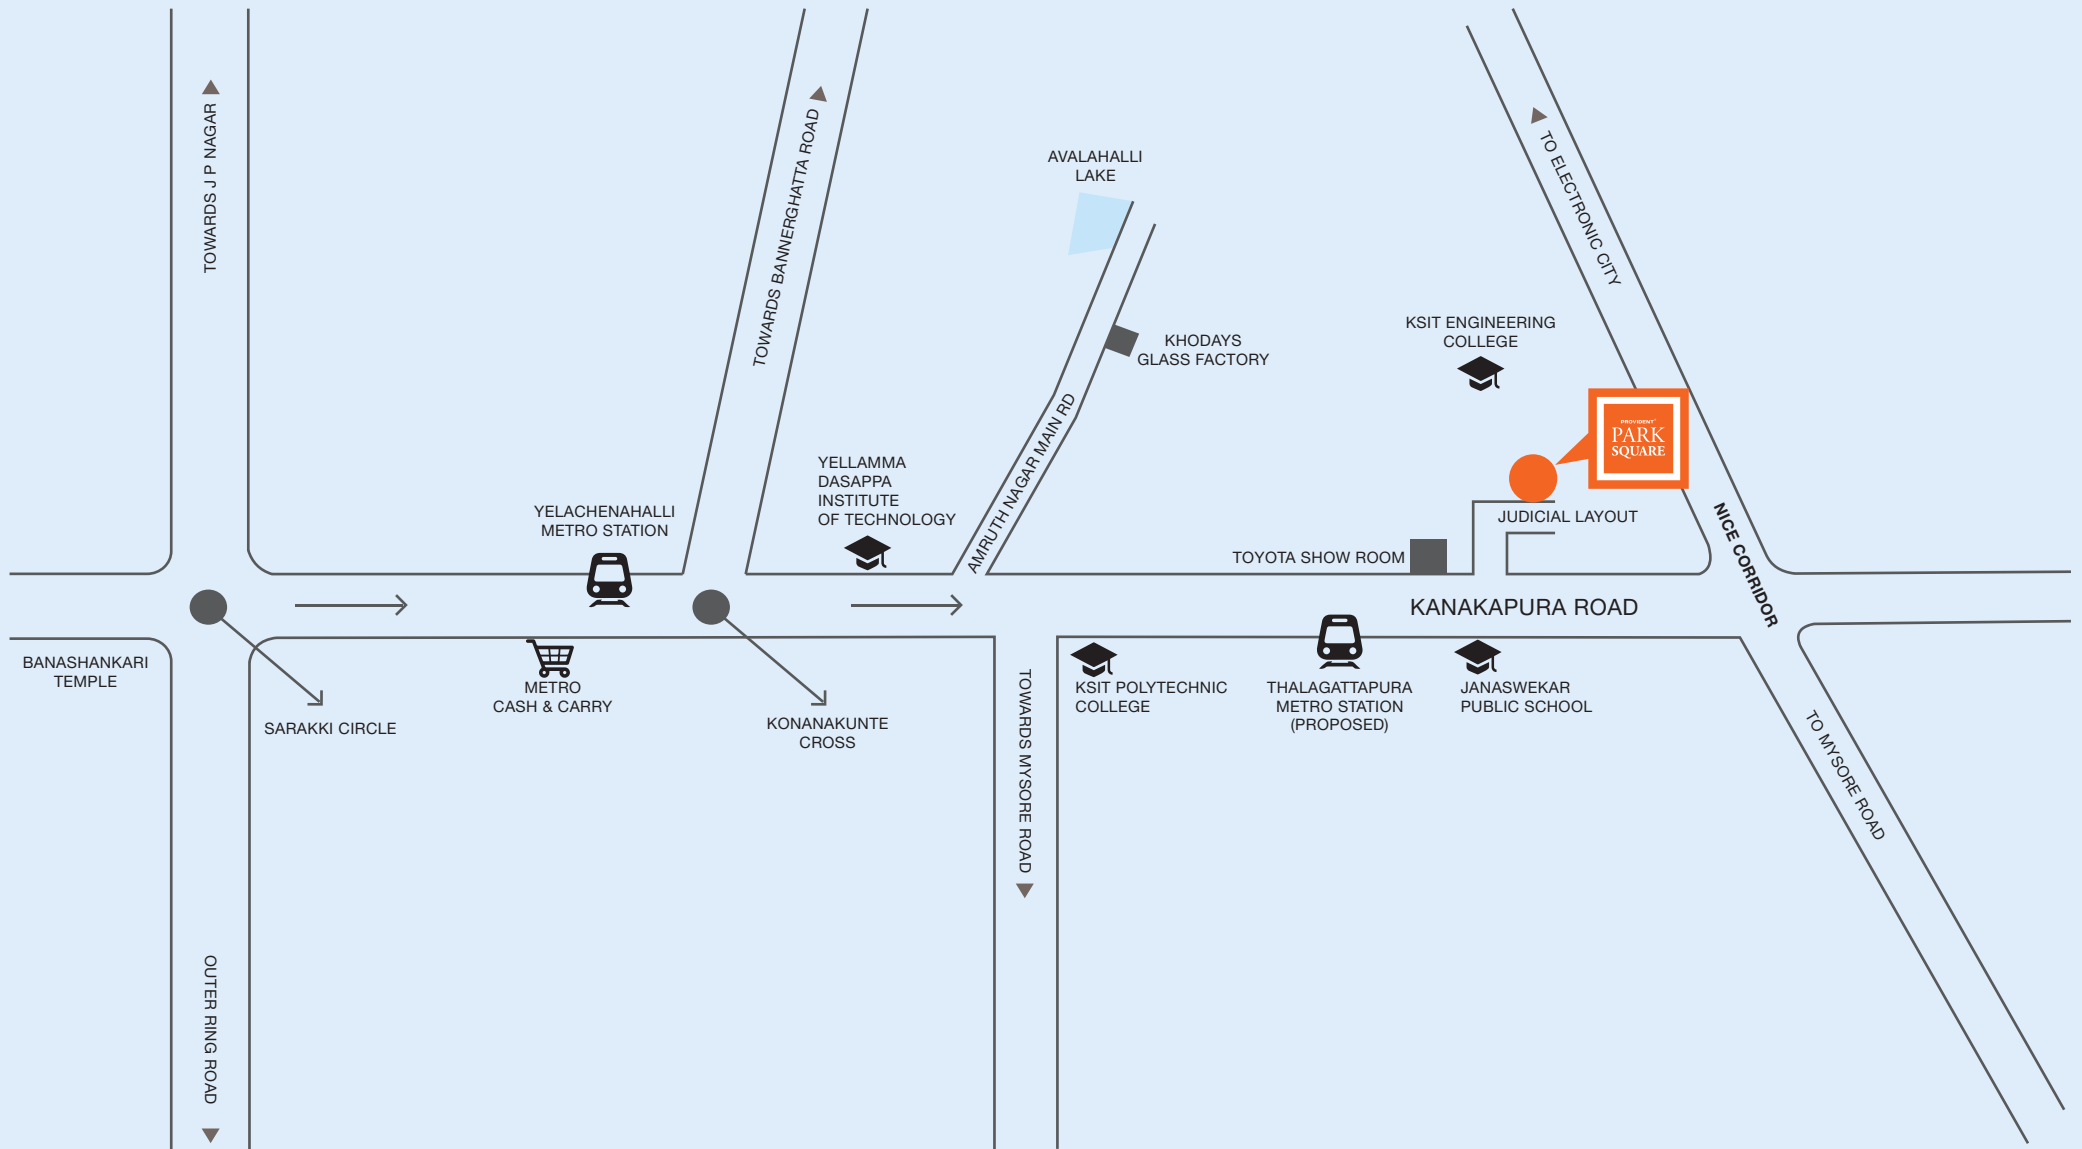 TOWARDS J P NAGAR
TOWARDS BANNERGHATTA ROAD
AVALAHALLI
LAKE
TO ELECTRONIC CITY
KHODAYS
GLASS FACTORY
KSIT ENGINEERING
COLLEGE
AMRUTH NAGAR MAIN RD
PROVIDENT
PARK
SQUARE
YELLAMMA
DASAPPA
INSTITUTE
OF TECHNOLOGY
YELACHENAHALLI
METRO STATION
JUDICIAL LAYOUT
TOYOTA SHOW ROOM
NICE CORRIDOR
KANAKAPURA ROAD
BANASHANKARI
TEMPLE
SARAKKI CIRCLE
METRO
CASH & CARRY
KONANAKUNTE
CROSS
TOWARDS MYSORE ROAD
KSIT POLYTECHNIC
COLLEGE
THALAGATTAPURA
METRO STATION
(PROPOSED)
JANASWEKAR
PUBLIC SCHOOL
TO MYSORE ROAD
OUTER RING ROAD